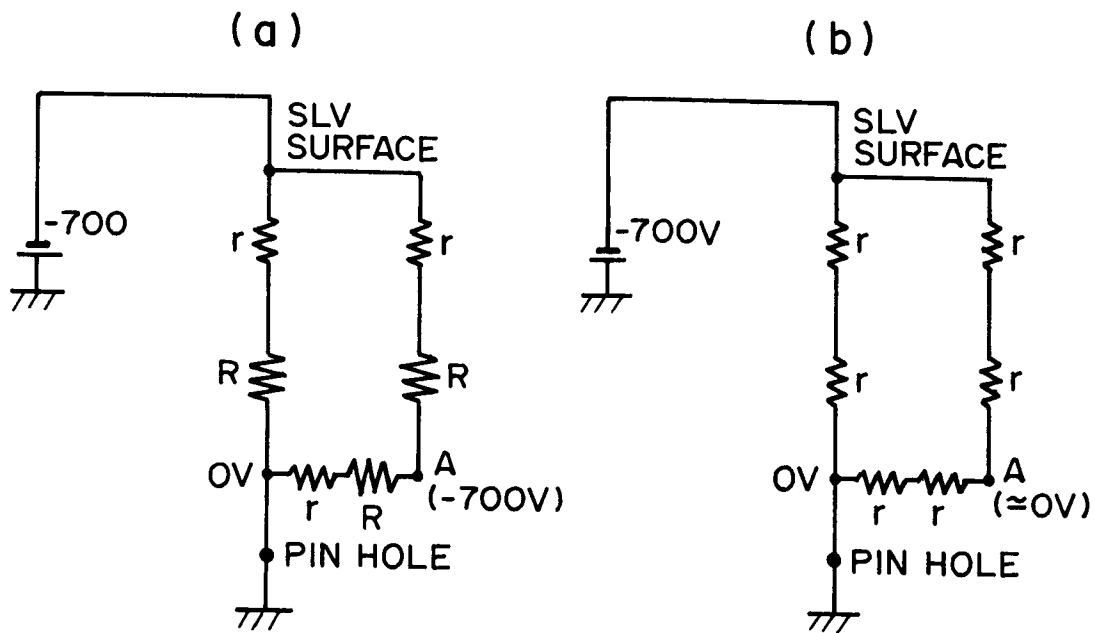 (a)
SLV
SURFACE
-700
r
r
R
R
0V
r
R
A
(-700V)
PIN HOLE
(b)
SLV
SURFACE
-700V
r
r
r
r
0V
r
r
A
(≃0V)
PIN HOLE